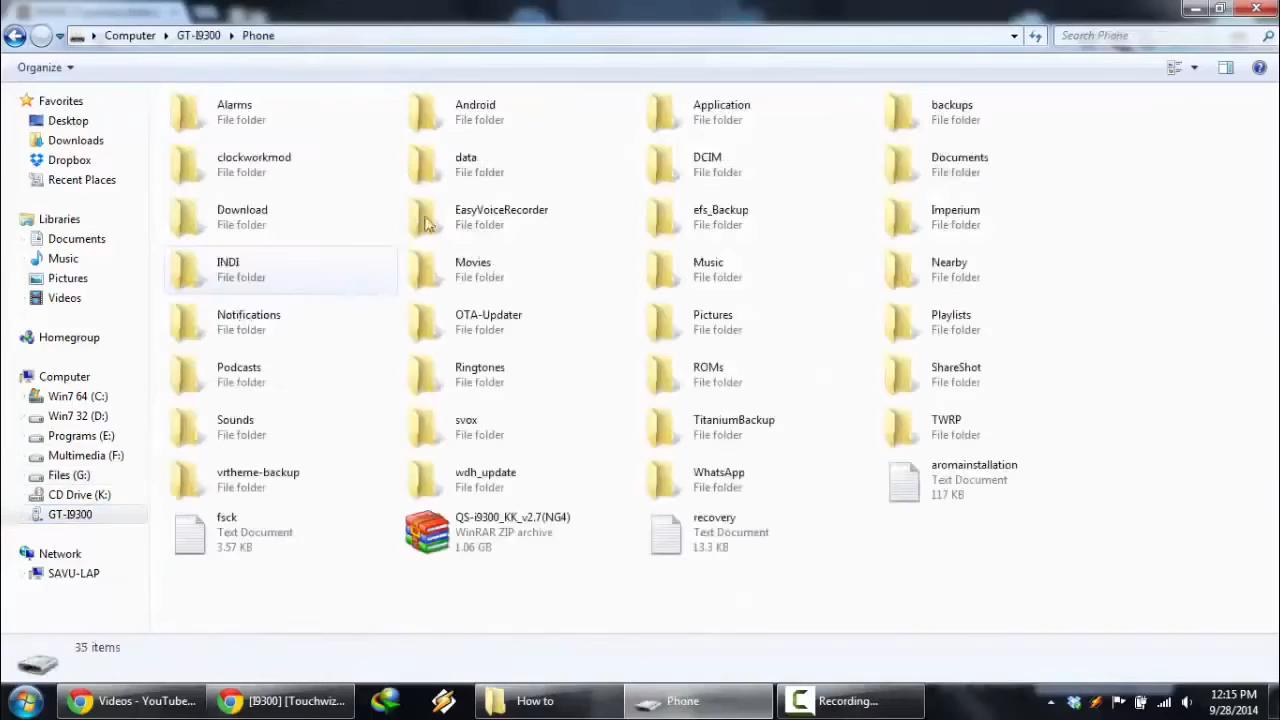 Computer GT-I9300 Phone
Search Phone
Organize
Favorites
Desktop
Downloads
Dropbox
Recent Places
Libraries
Documents
Music
Pictures
Videos
Homegroup
Computer
Win7 64 (C:)
Win7 32 (D:)
Programs (E:)
Multimedia (F:)
Files (G:)
CD Drive (K:)
GT-I9300
Network
SAVU-LAP
Alarms
File folder
Android
File folder
Application
File folder
backups
File folder
clockworkmod
File folder
data
File folder
DCIM
File folder
Documents
File folder
Download
File folder
EasyVoiceRecorder
File folder
efs_Backup
File folder
Imperium
File folder
INDI
File folder
Movies
File folder
Music
File folder
Nearby
File folder
Notifications
File folder
OTA-Updater
File folder
Pictures
File folder
Playlists
File folder
Podcasts
File folder
Ringtones
File folder
ROMs
File folder
ShareShot
File folder
Sounds
File folder
svox
File folder
TitaniumBackup
File folder
TWRP
File folder
vrtheme-backup
File folder
wdh_update
File folder
WhatsApp
File folder
aromainstallation
Text Document
117 KB
fsck
Text Document
3.57 KB
QS-i9300_KK_v2.7(NG4)
WinRAR ZIP archive
1.06 GB
recovery
Text Document
13.3 KB
35 items
Videos - YouTube...
[I9300] [Touchwiz...
How to
Phone
Recording...
12:15 PM
9/28/2014